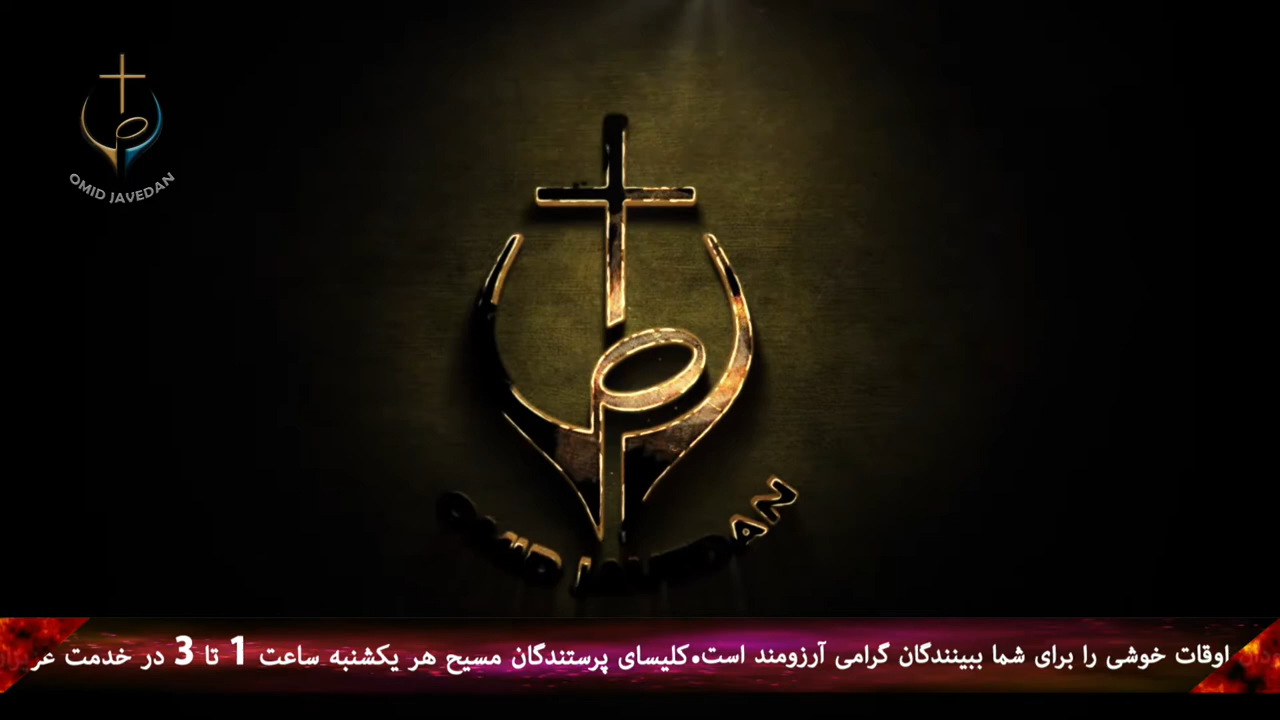 OMID JAVEDAN
OMID JAVEDAN
اوقات خوشی را برای شما ببینندگان گرامی آرزومند است.کلیسای پرستندگان مسیح هر یکشنبه ساعت 1 تا 3 در خدمت